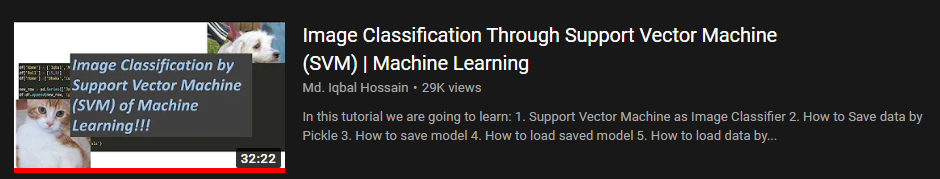 Image Classification by
Support Vector Machine
(SVM) of Machine
Learning!!!
32:22
Image Classification Through Support Vector Machine
(SVM) | Machine Learning
Md. Iqbal Hossain • 29K views
In this tutorial we are going to learn: 1. Support Vector Machine as Image Classifier 2. How to Save data by
Pickle 3. How to save model 4. How to load saved model 5. How to load data by...